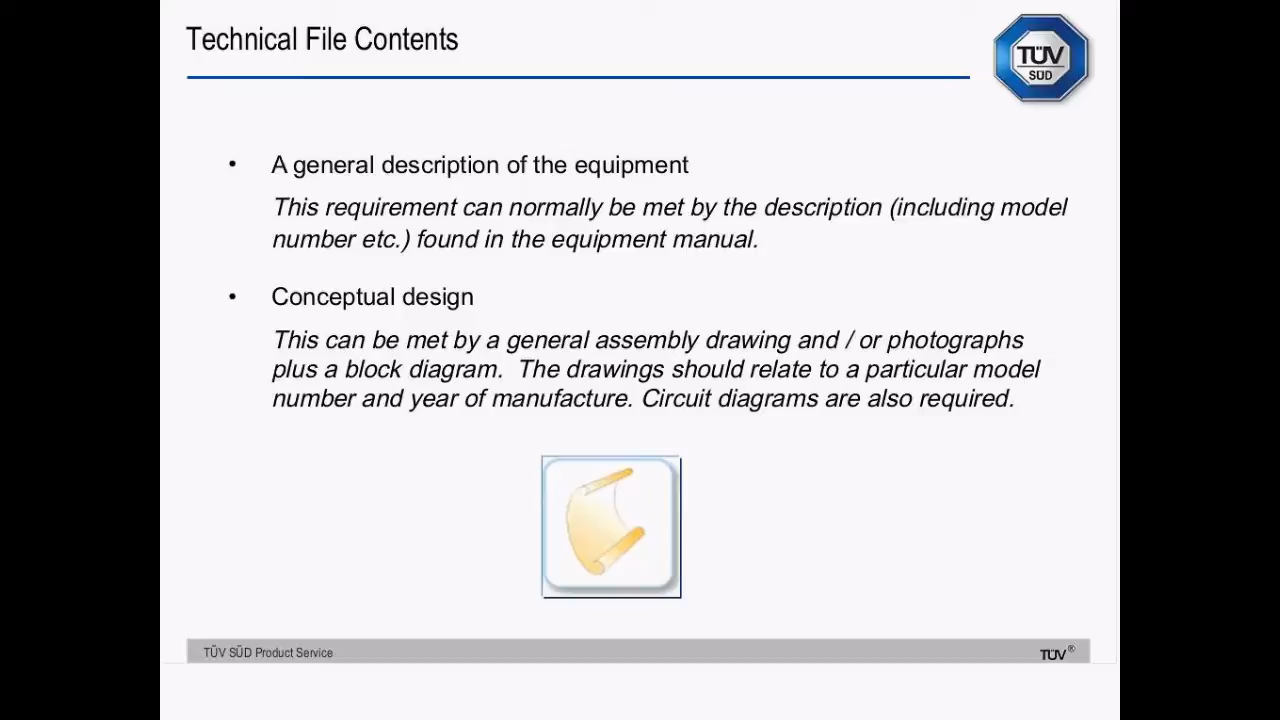 Technical File Contents
TÜV
SÜD
• A general description of the equipment
This requirement can normally be met by the description (including model
number etc.) found in the equipment manual.
• Conceptual design
This can be met by a general assembly drawing and / or photographs
plus a block diagram.  The drawings should relate to a particular model
number and year of manufacture. Circuit diagrams are also required.
TÜV SÜD Product Service
TÜV®